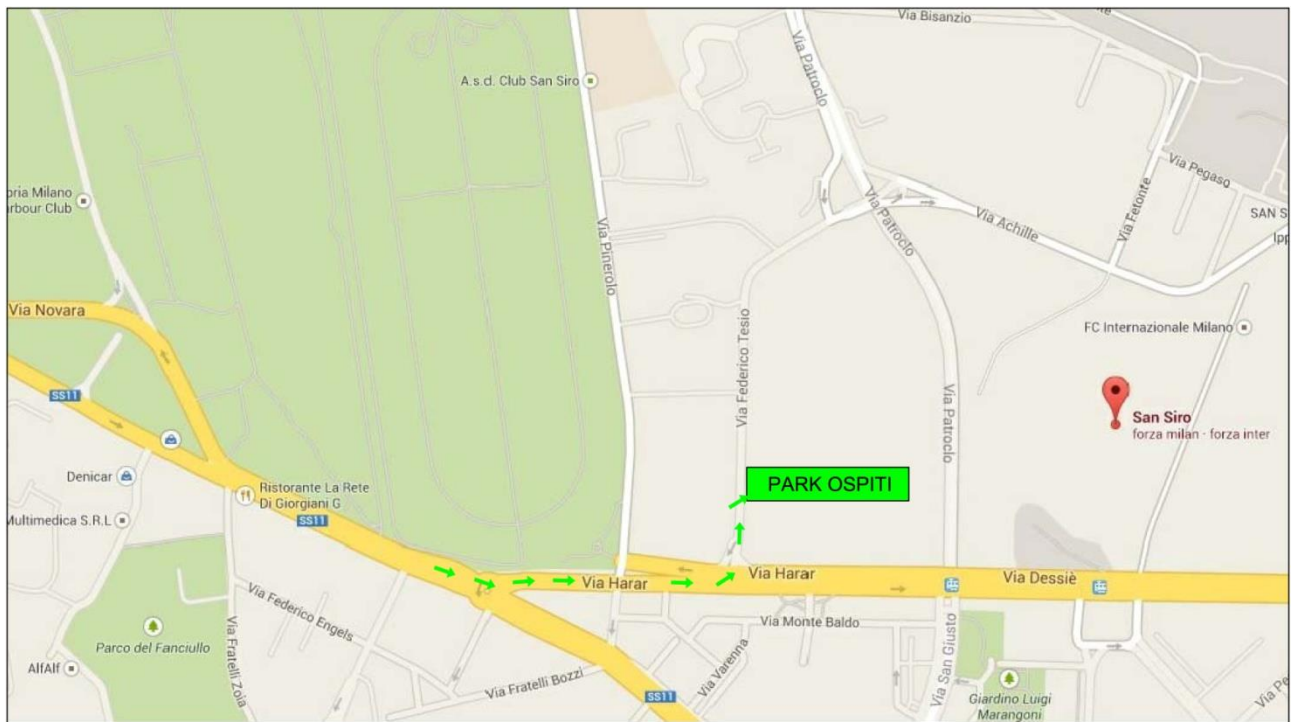 Via Bisanzio
Via Patroclo
A.s.d. Club San Siro
Via Pegaso
Via Fetonte
SAN S
Ipp
pria Milano
rbour Club
Via Pinerolo
Via Patroclo
Via Achille
Via Novara
FC Internazionale Milano
Via Federico Tesio
Via Patroclo
SS11
San Siro
forza milan · forza inter
Denicar
Ristorante La Rete
Di Giorgiani G
PARK OSPITI
Multimedica S.R.L
SS11
Via Harar
Via Harar
Via Dessiè
Via Federico Engels
Via Monte Baldo
Parco del Fanciullo
Via Fratelli Zoia
AlfAlf
Via Fratelli Bozzi
Via Varenna
Via San Giusto
SS11
Giardino Luigi
Marangoni